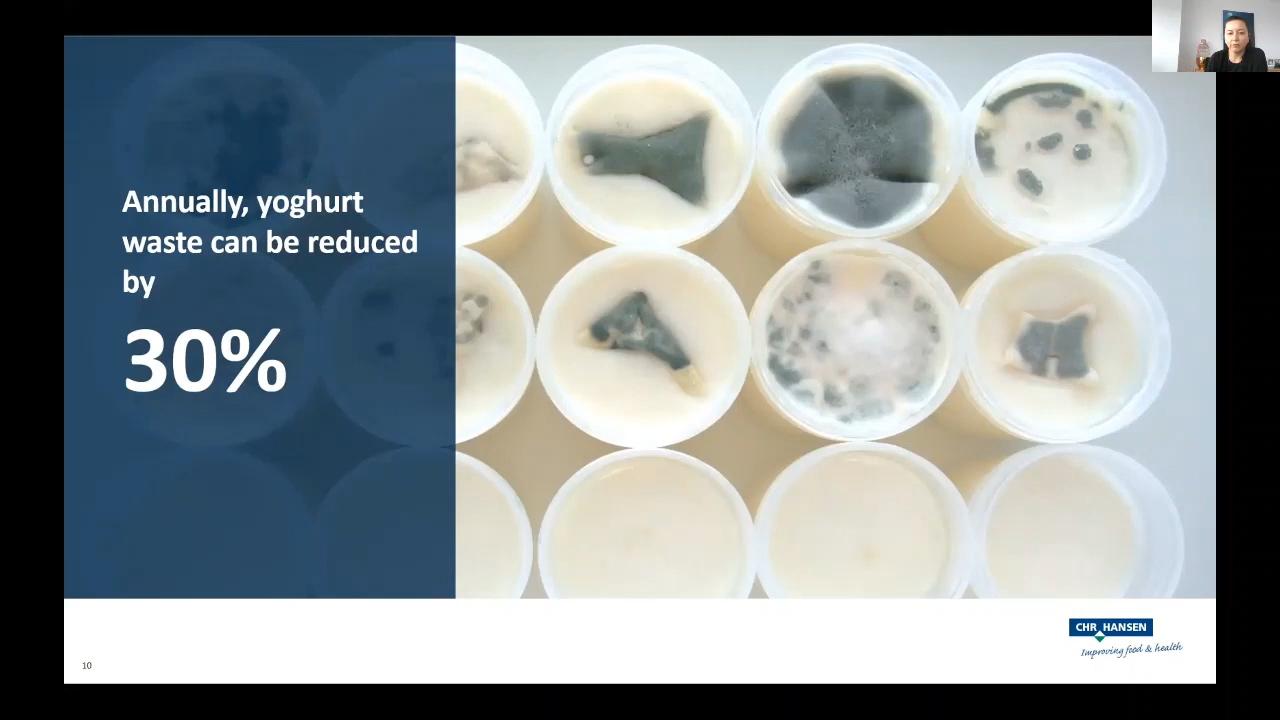 Annually, yoghurt
waste can be reduced
by
30%
CHR HANSEN
Improving food & health
10